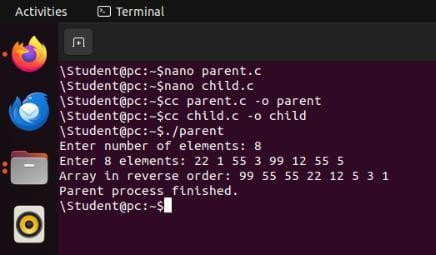 Activities
Terminal
\Student@pc:~$nano parent.c
\Student@pc:~$nano child.c
\Student@pc:~$cc parent.c -o parent
\Student@pc:~$cc child.c -o child
\Student@pc:~$./parent
Enter number of elements: 8
Enter 8 elements: 22 1 55 3 99 12 55 5
Array in reverse order: 99 55 55 22 12 5 3 1
Parent process finished.
\Student@pc:~$